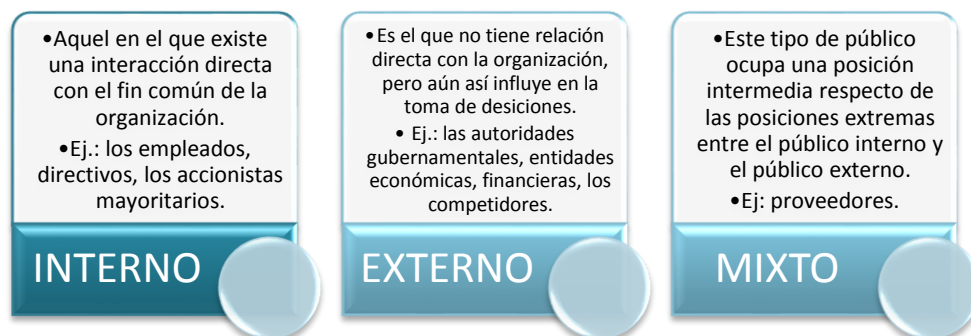 •Aquel en el que existe
una interacción directa
con el fin común de la
organización.
•Ej.: los empleados,
directivos, los accionistas
mayoritarios.
INTERNO
•Es el que no tiene relación
directa con la organización,
pero aún así influye en la
toma de desiciones.
• Ej.: las autoridades
gubernamentales, entidades
económicas, financieras, los
competidores.
EXTERNO
•Este tipo de público
ocupa una posición
intermedia respecto de
las posiciones extremas
entre el público interno y
el público externo.
•Ej: proveedores.
MIXTO